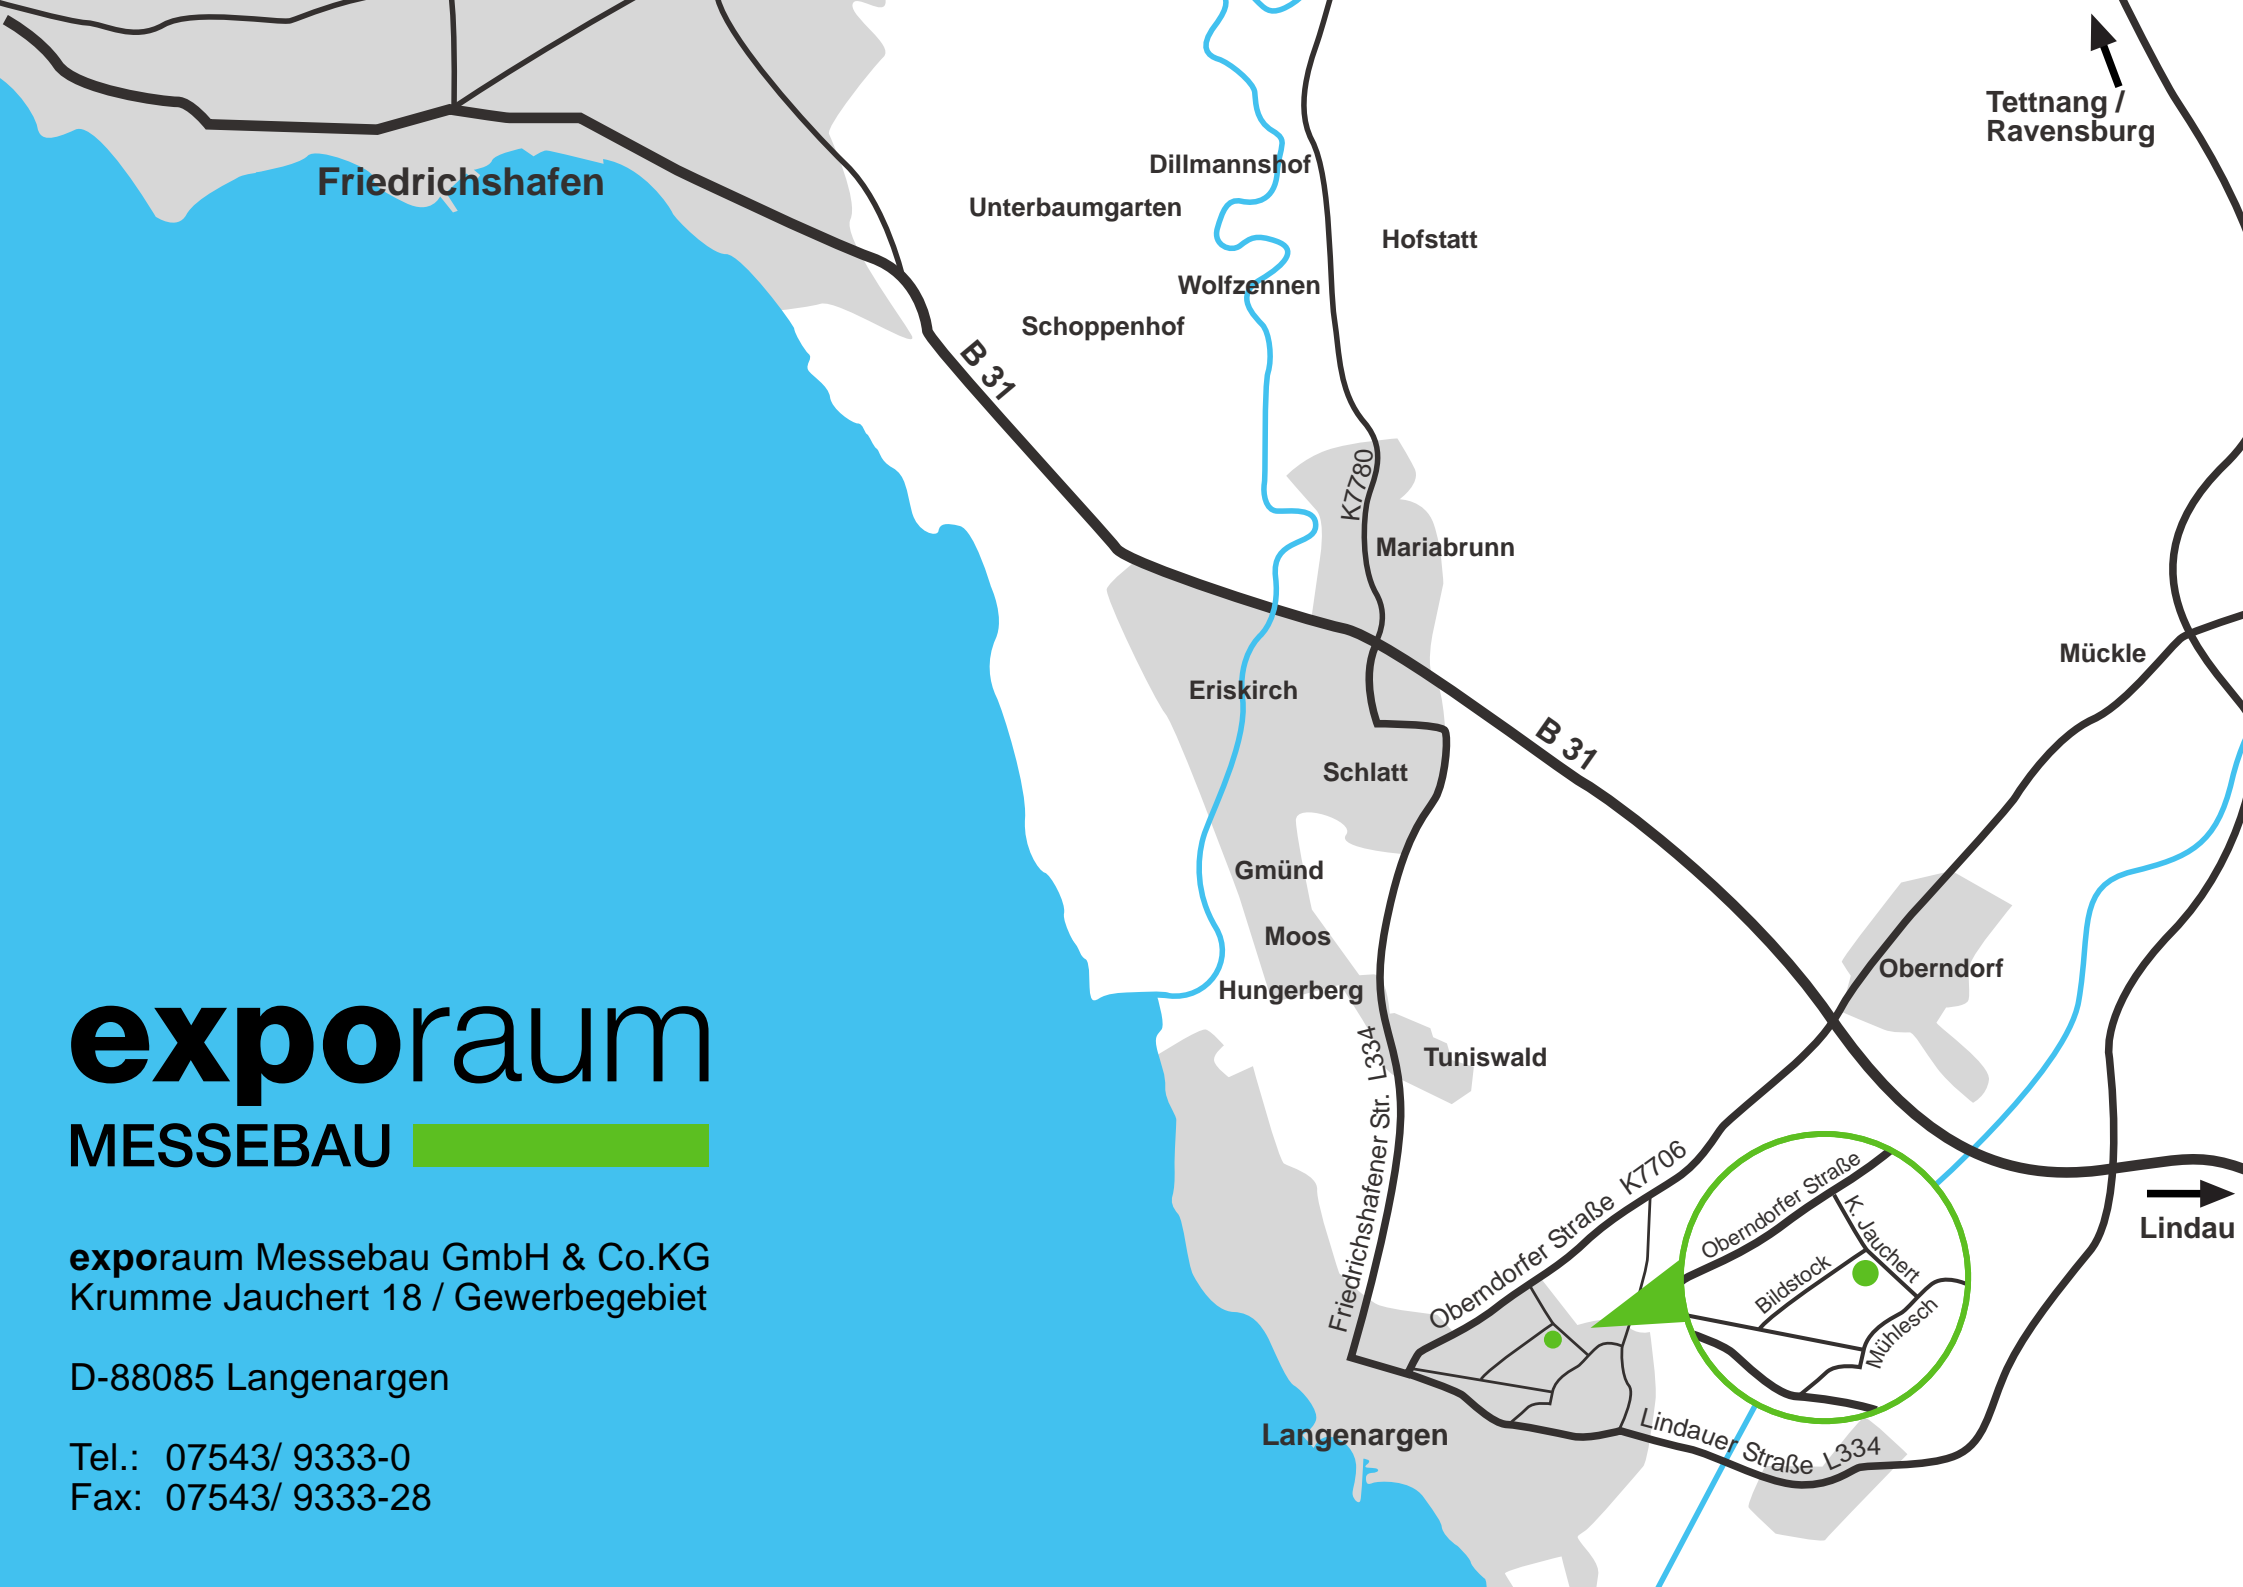 Tettnang /
Ravensburg
Friedrichshafen
Dillmannshof
Unterbaumgarten
Hofstatt
Wolfzennen
Schoppenhof
B 31
K7780
Mariabrunn
Mückle
Eriskirch
B 31
Schlatt
Gmünd
Moos
Oberndorf
Hungerberg
Tuniswald
Friedrichshafener Str. L334
Oberndorfer Straße K7706
Oberndorfer Straße
K. Jauchert
Bildstock
Mühlesch
Lindau
Langenargen
Lindauer Straße L334
exporaum
MESSEBAU
exporaum Messebau GmbH & Co.KG
Krumme Jauchert 18 / Gewerbegebiet
D-88085 Langenargen
Tel.: 07543/ 9333-0
Fax: 07543/ 9333-28